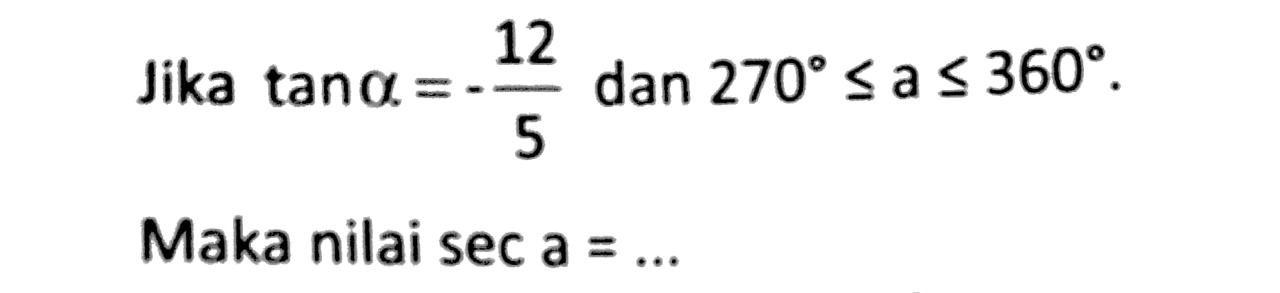 Jika tan α = - 12/5 dan 270° ≤ a ≤ 360°.
Maka nilai sec a = ...